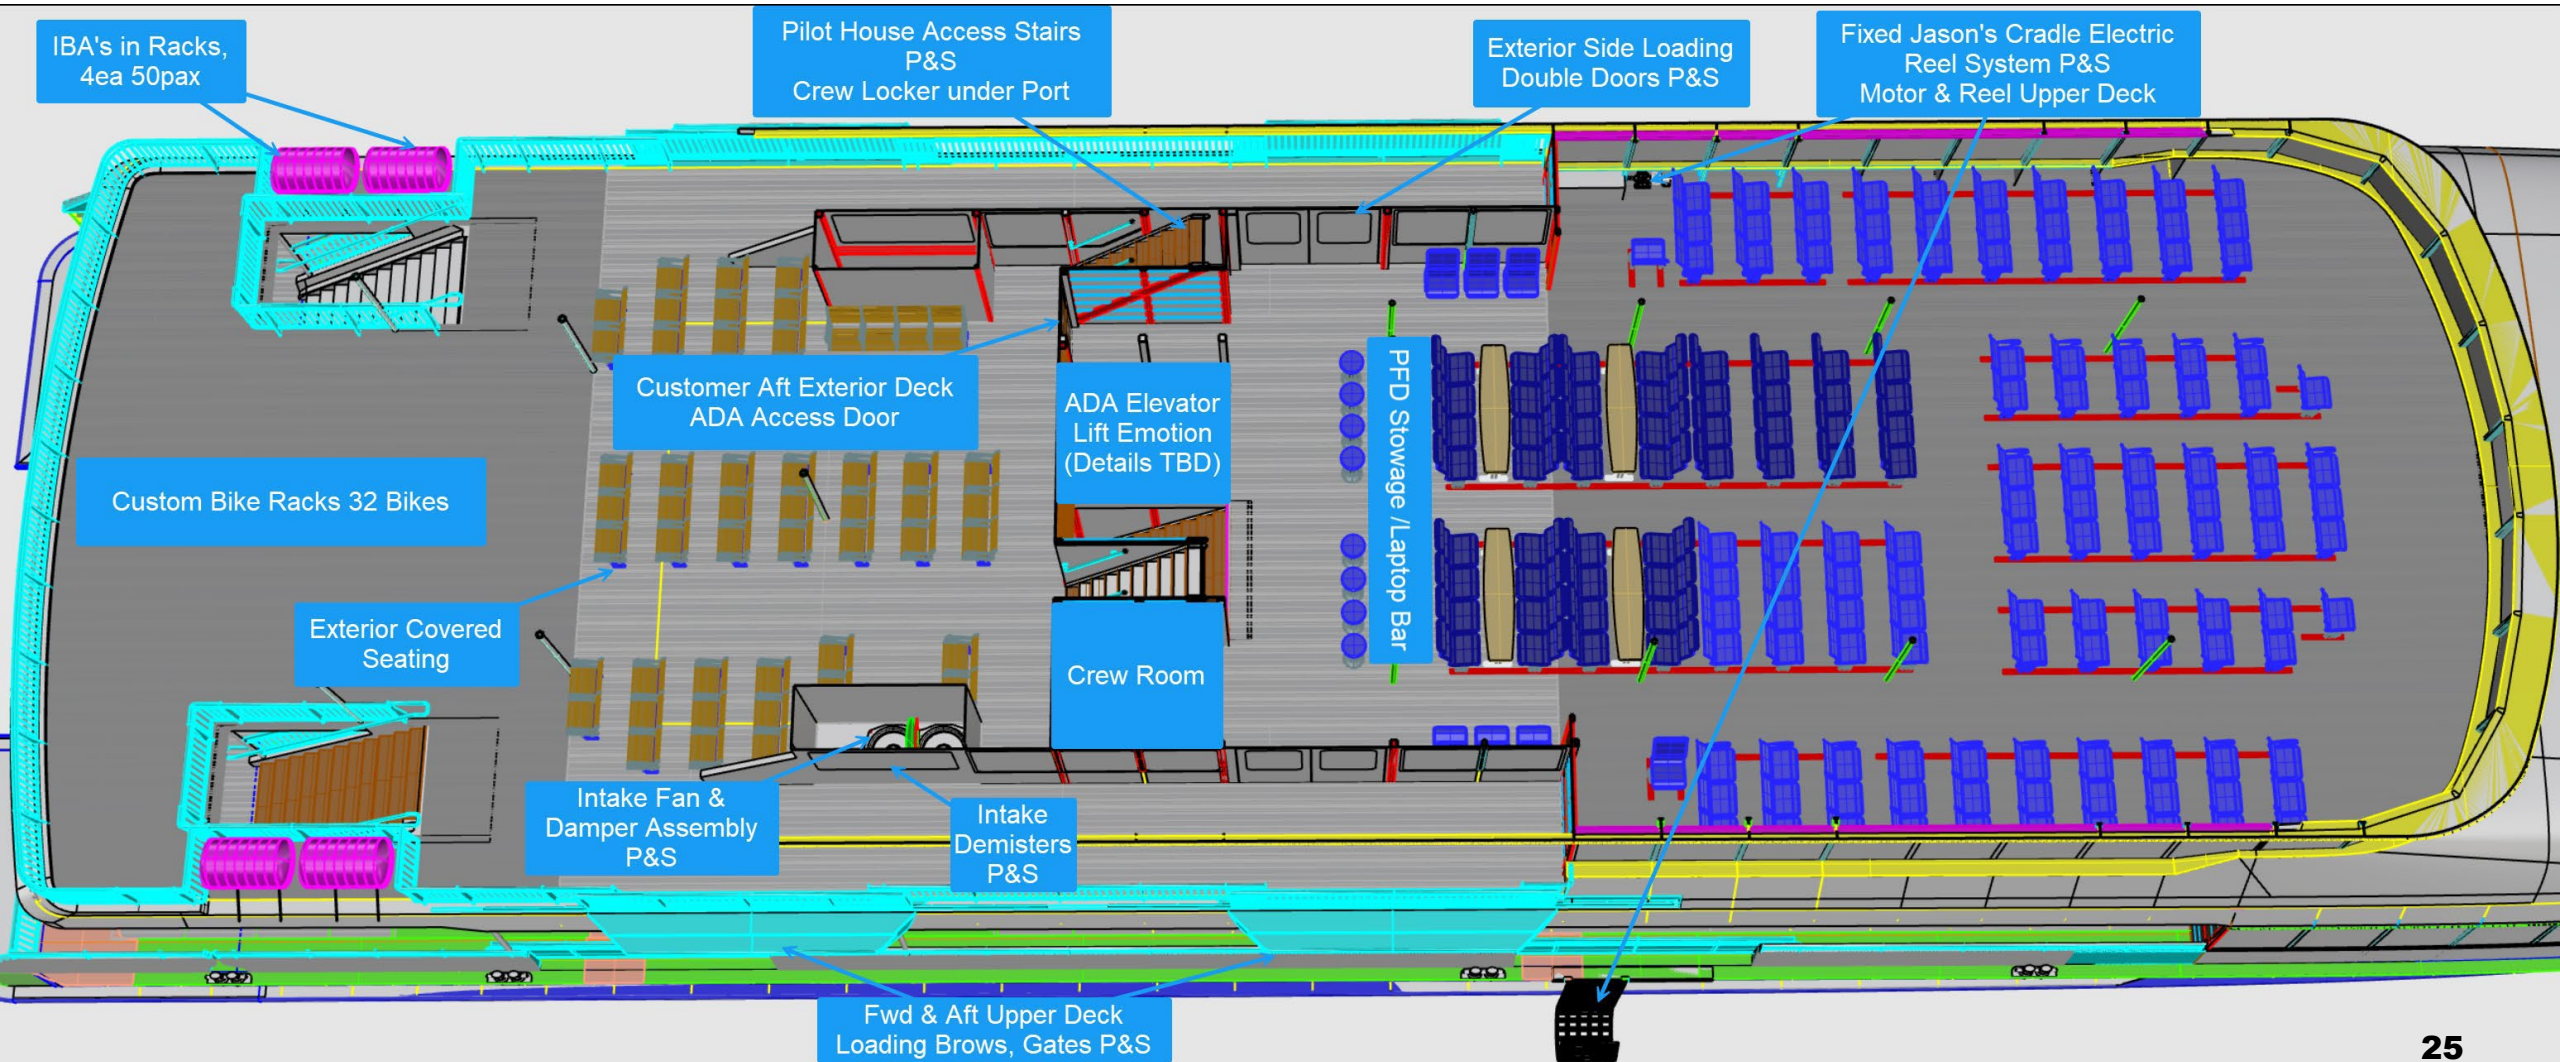 IBA's in Racks,
4ea 50pax
Pilot House Access Stairs
P&S
Crew Locker under Port
Exterior Side Loading
Double Doors P&S
Fixed Jason's Cradle Electric
Reel System P&S
Motor & Reel Upper Deck
Customer Aft Exterior Deck
ADA Access Door
ADA Elevator
Lift Emotion
(Details TBD)
PFD Stowage /Laptop Bar
Custom Bike Racks 32 Bikes
Exterior Covered
Seating
Crew Room
Intake Fan &
Damper Assembly
P&S
Intake
Demisters
P&S
Fwd & Aft Upper Deck
Loading Brows, Gates P&S
25